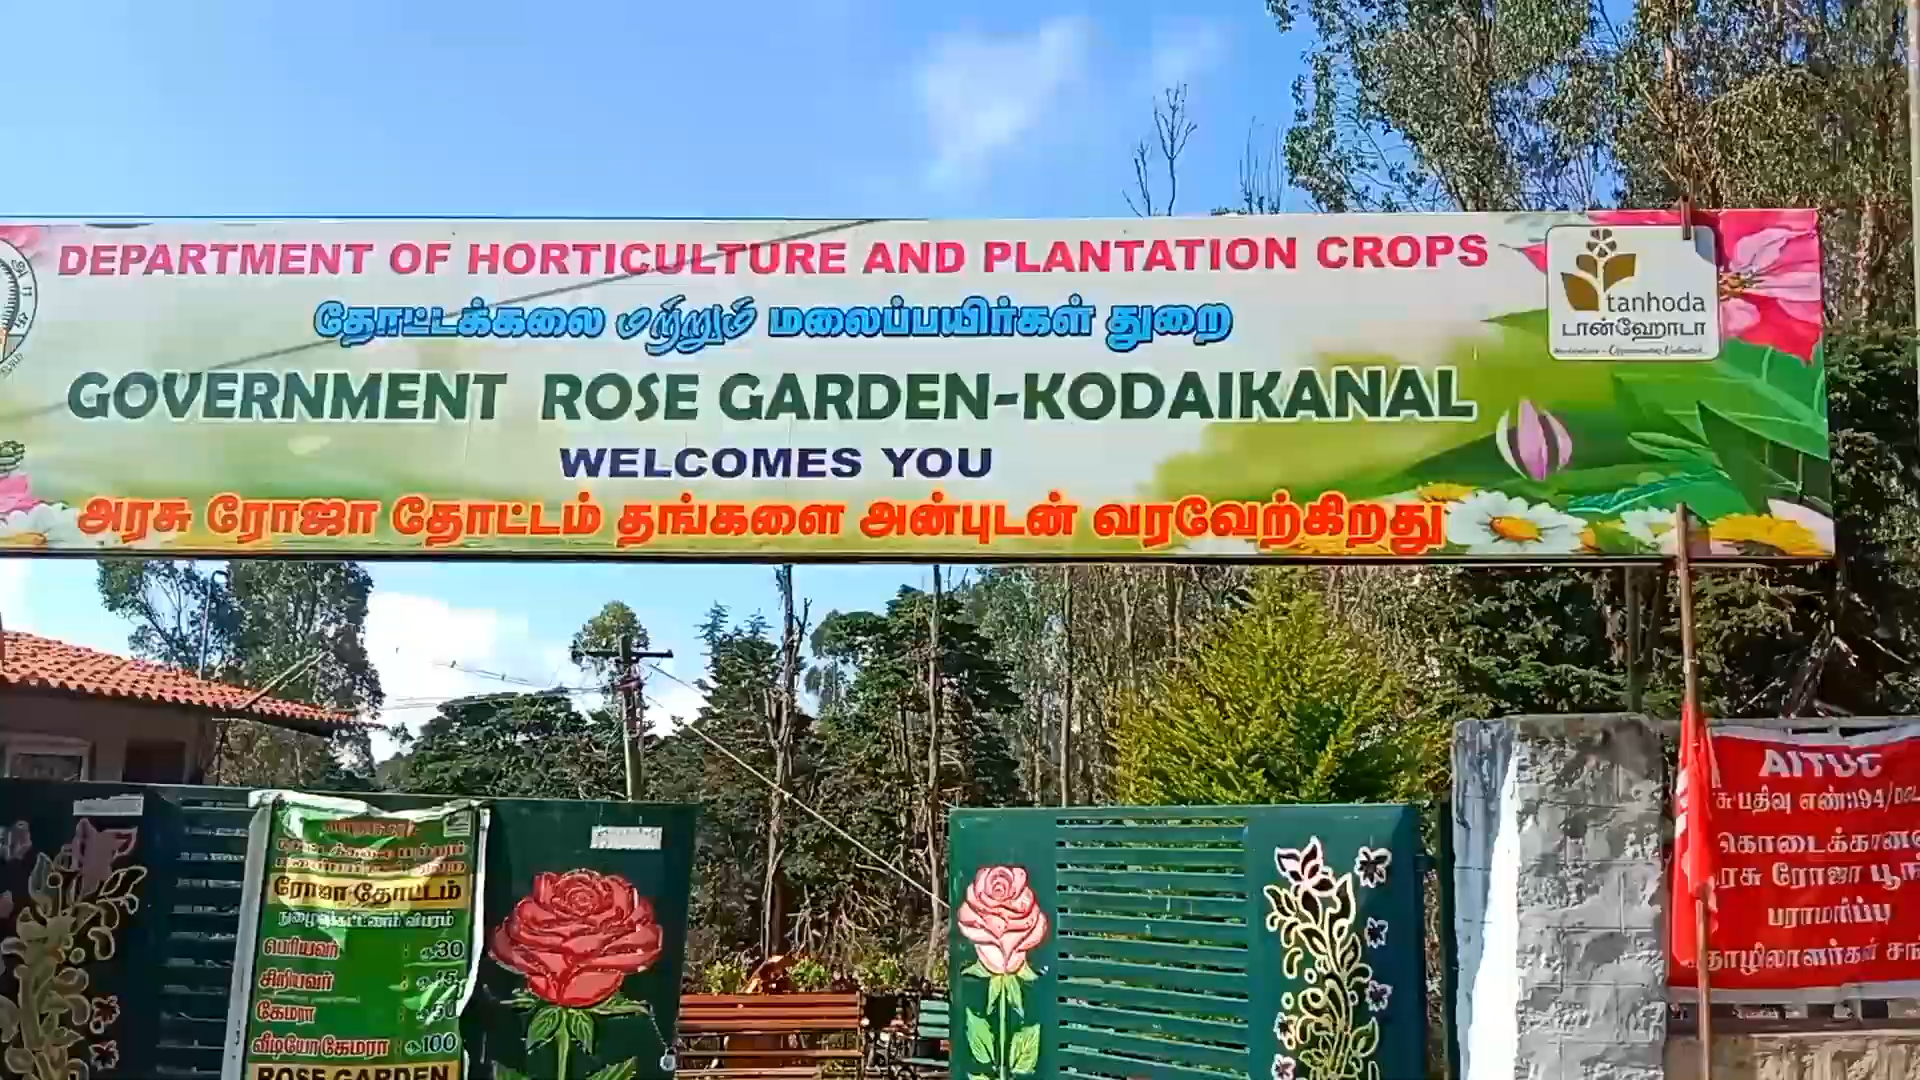 DEPARTMENT OF HORTICULTURE AND PLANTATION CROPS
தோட்டக்கலை மற்றும் மலைப்பயிர்கள் துறை
GOVERNMENT ROSE GARDEN-KODAIKANAL
WELCOMES YOU
அரசு ரோஜா தோட்டம் தங்களை அன்புடன் வரவேற்கிறது
tanhoda
டான்ஹோடா
ரோஜா தோட்டம்
நுழைவுக்கட்டணம் விபரம்
பெரியவர் : ரூ30
சிறியவர் :
கேமரா :
வீடியோ கேமரா : ரூ100
ROSE GARDEN
AITUC
பராமரிப்பு